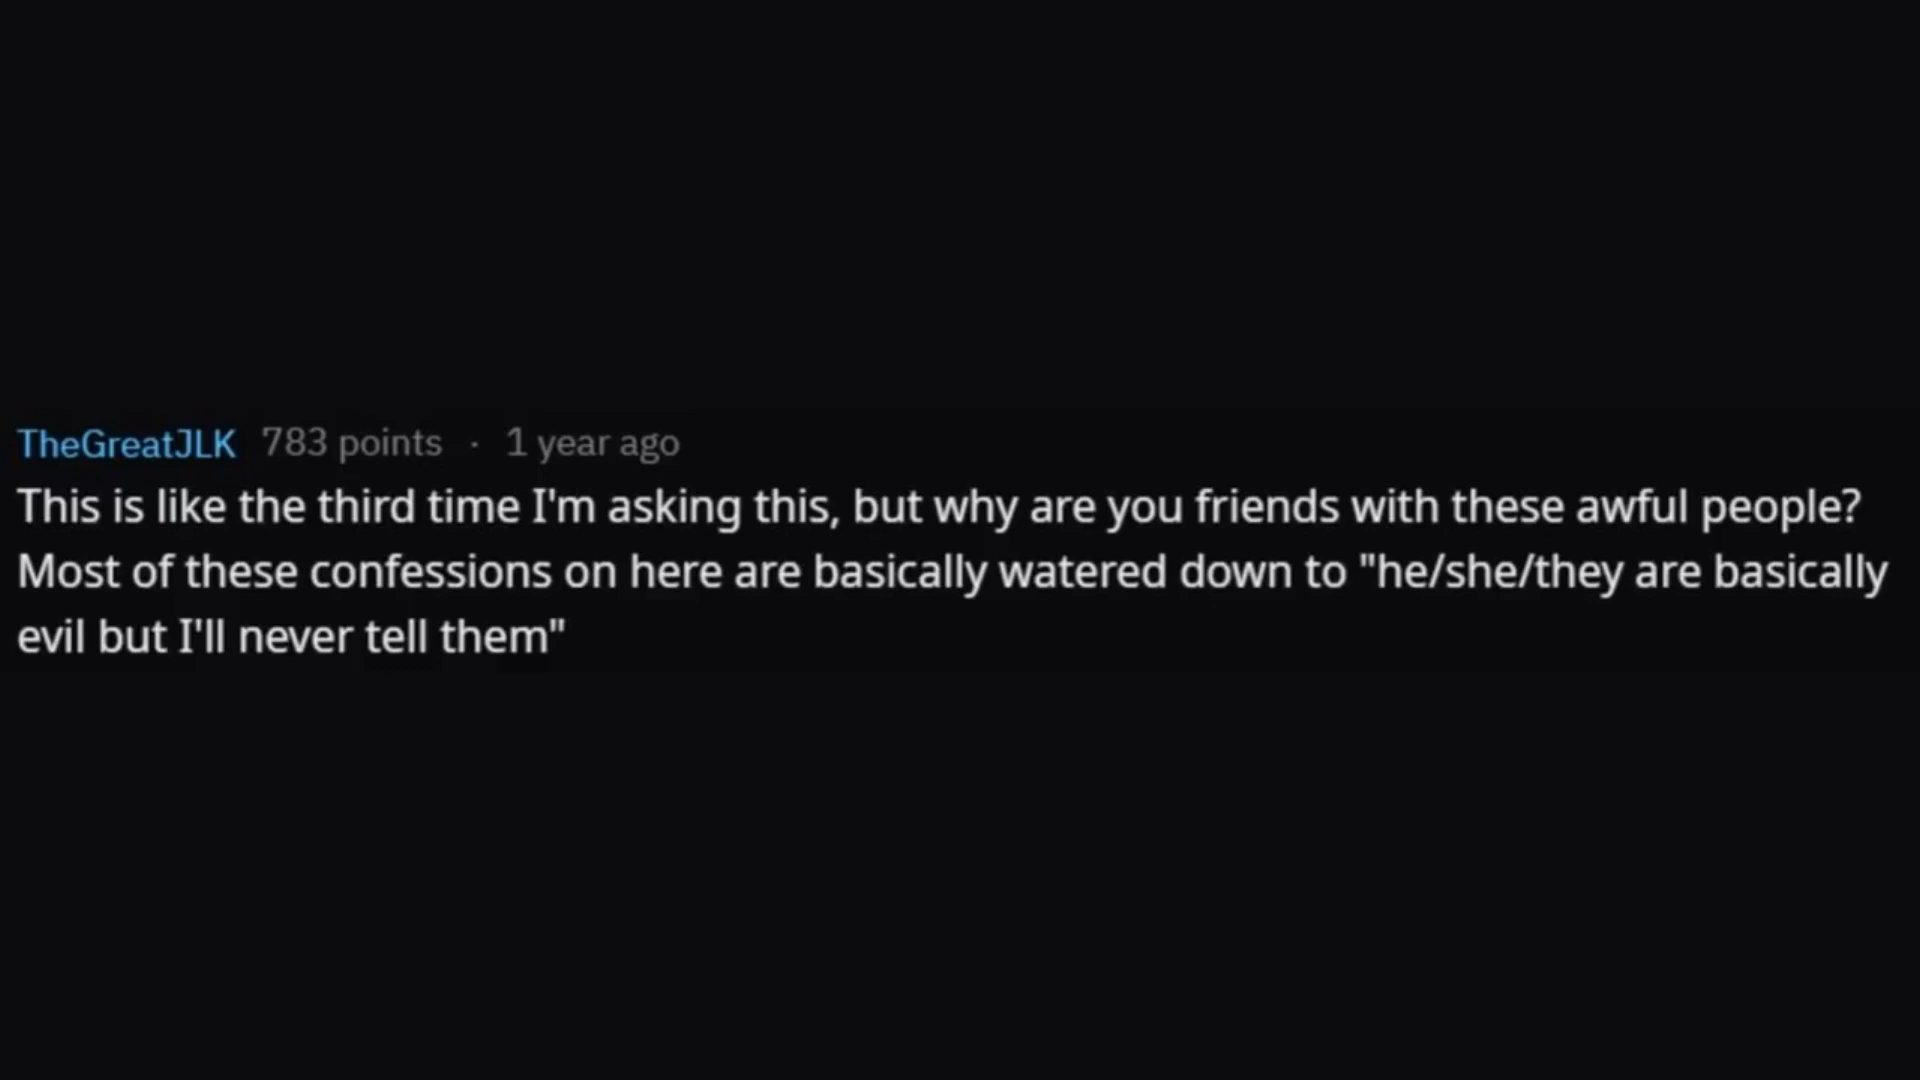 TheGreatJLK 783 points · 1 year ago
This is like the third time I'm asking this, but why are you friends with these awful people?
Most of these confessions on here are basically watered down to "he/she/they are basically
evil but I'll never tell them"